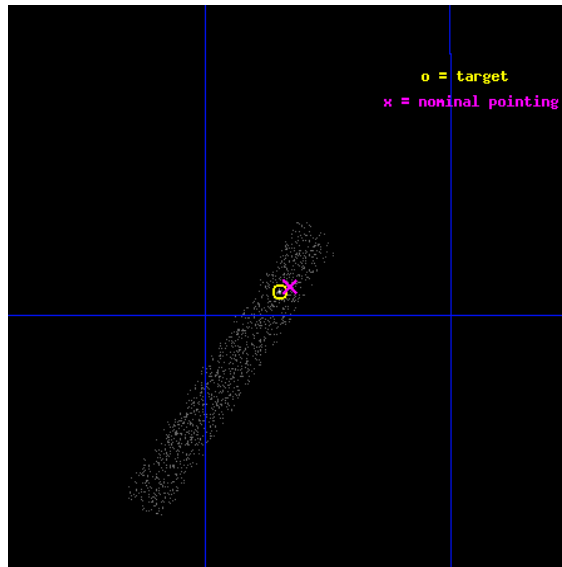 o = target
x = nominal pointing